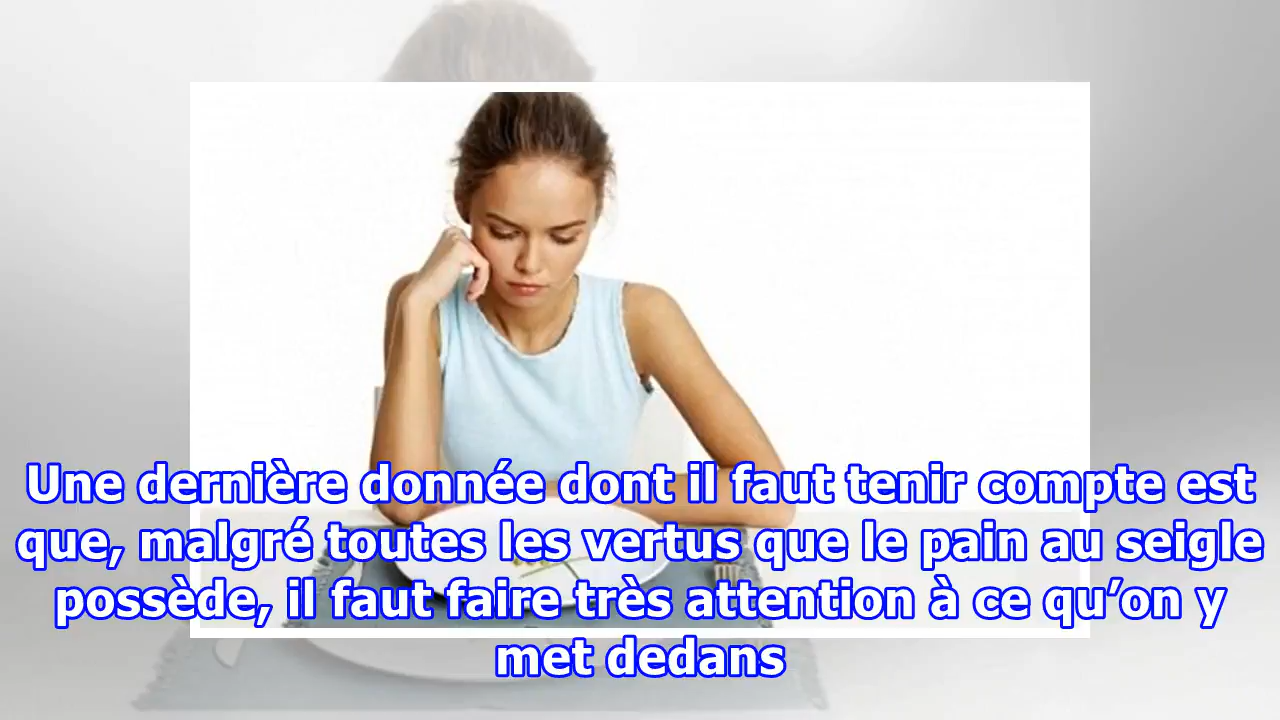 Une dernière donnée dont il faut tenir compte est
que, malgré toutes les vertus que le pain au seigle
possède, il faut faire très attention à ce qu’on y
met dedans